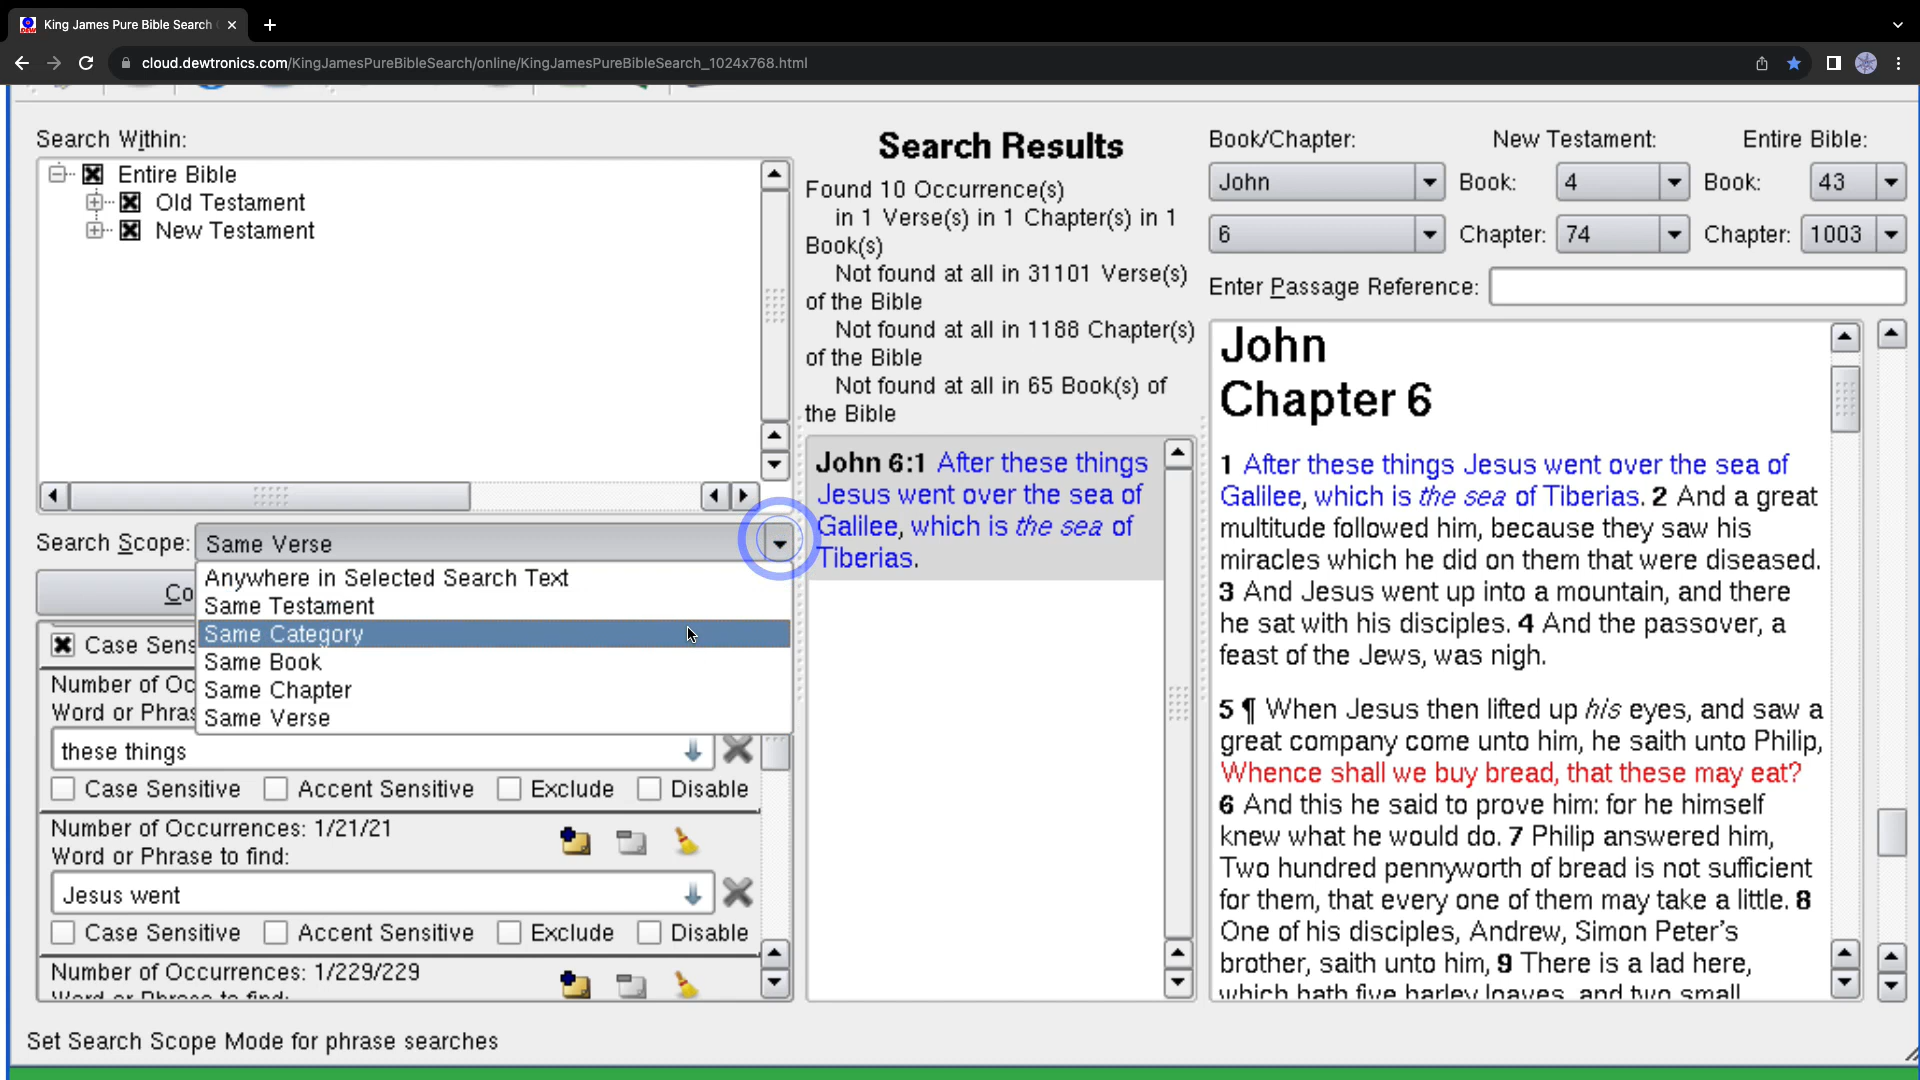 King James Pure Bible Search
cloud.dewtronics.com/KingJamesPureBibleSearch/online/KingJamesPureBibleSearch_1024x768.html
Search Within:
Entire Bible
Old Testament
New Testament
Search Scope: Same Verse
Anywhere in Selected Search Text
Same Testament
Same Category
Same Book
Same Chapter
Same Verse
Co
Case Sens
Number of Oc
Word or Phras
these things
Case Sensitive Accent Sensitive Exclude Disable
Number of Occurrences: 1/21/21
Word or Phrase to find:
Jesus went
Case Sensitive Accent Sensitive Exclude Disable
Number of Occurrences: 1/229/229
Word or Phrase to find:
Set Search Scope Mode for phrase searches
Search Results
Found 10 Occurrence(s)
in 1 Verse(s) in 1 Chapter(s) in 1
Book(s)
Not found at all in 31101 Verse(s)
of the Bible
Not found at all in 1188 Chapter(s)
of the Bible
Not found at all in 65 Book(s) of
the Bible
John 6:1 After these things
Jesus went over the sea of
Galilee, which is the sea of
Tiberias.
Book/Chapter: New Testament: Entire Bible:
John Book: 4 Book: 43
6 Chapter: 74 Chapter: 1003
Enter Passage Reference:
John
Chapter 6
1 After these things Jesus went over the sea of
Galilee, which is the sea of Tiberias. 2 And a great
multitude followed him, because they saw his
miracles which he did on them that were diseased.
3 And Jesus went up into a mountain, and there
he sat with his disciples. 4 And the passover, a
feast of the Jews, was nigh.
5 ¶ When Jesus then lifted up his eyes, and saw a
great company come unto him, he saith unto Philip,
Whence shall we buy bread, that these may eat?
6 And this he said to prove him: for he himself
knew what he would do. 7 Philip answered him,
Two hundred pennyworth of bread is not sufficient
for them, that every one of them may take a little. 8
One of his disciples, Andrew, Simon Peter's
brother, saith unto him, 9 There is a lad here,
which hath five barley loaves, and two small